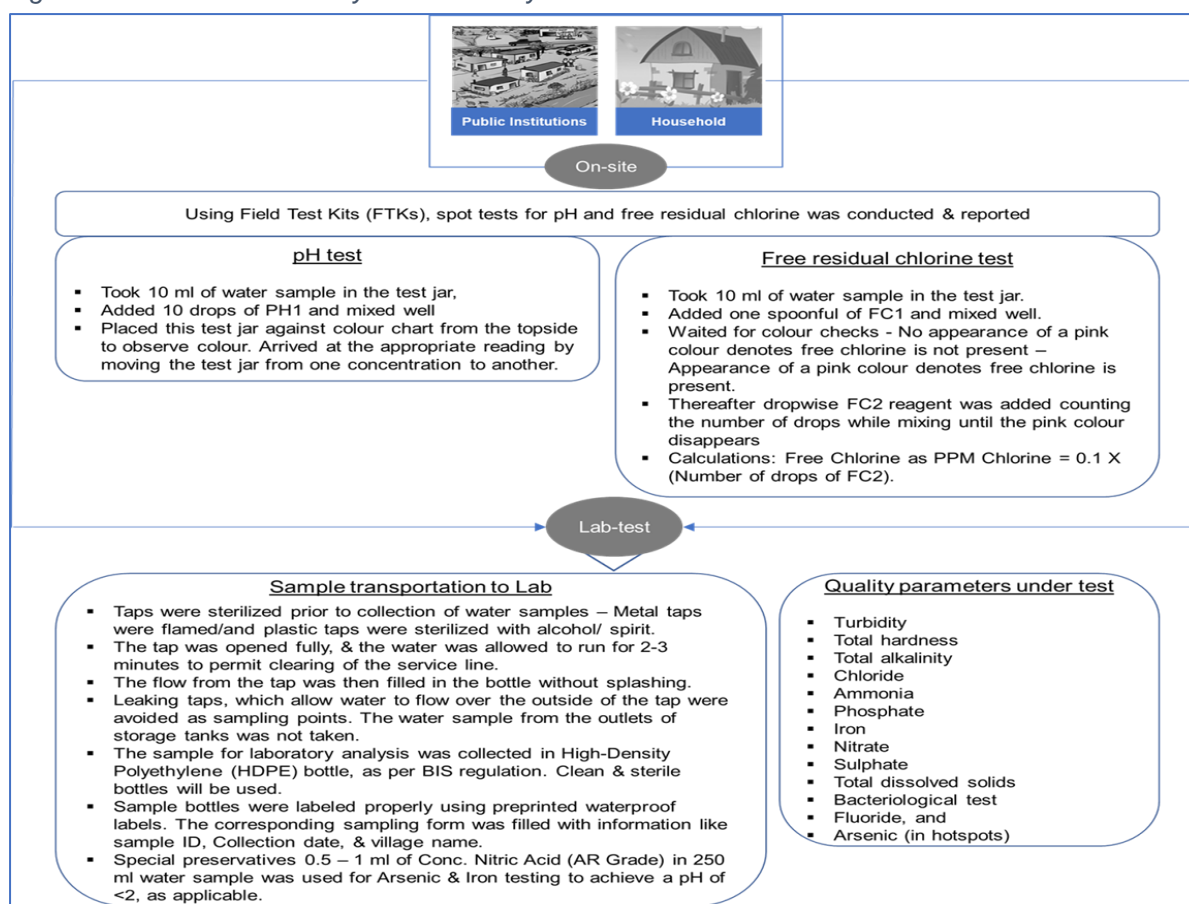 Public Institutions
Household
On-site
Using Field Test Kits (FTKs), spot tests for pH and free residual chlorine was conducted & reported
pH test
▪ Took 10 ml of water sample in the test jar,
▪ Added 10 drops of PH1 and mixed well
▪ Placed this test jar against colour chart from the topside
to observe colour. Arrived at the appropriate reading by
moving the test jar from one concentration to another.
Free residual chlorine test
▪ Took 10 ml of water sample in the test jar.
▪ Added one spoonful of FC1 and mixed well.
▪ Waited for colour checks - No appearance of a pink
colour denotes free chlorine is not present –
Appearance of a pink colour denotes free chlorine is
present.
▪ Thereafter dropwise FC2 reagent was added counting
the number of drops while mixing until the pink colour
disappears
▪ Calculations: Free Chlorine as PPM Chlorine = 0.1 X
(Number of drops of FC2).
Lab-test
Sample transportation to Lab
▪ Taps were sterilized prior to collection of water samples – Metal taps
were flamed/and plastic taps were sterilized with alcohol/ spirit.
▪ The tap was opened fully, & the water was allowed to run for 2-3
minutes to permit clearing of the service line.
▪ The flow from the tap was then filled in the bottle without splashing.
▪ Leaking taps, which allow water to flow over the outside of the tap were
avoided as sampling points. The water sample from the outlets of
storage tanks was not taken.
▪ The sample for laboratory analysis was collected in High-Density
Polyethylene (HDPE) bottle, as per BIS regulation. Clean & sterile
bottles will be used.
▪ Sample bottles were labeled properly using preprinted waterproof
labels. The corresponding sampling form was filled with information like
sample ID, Collection date, & village name.
▪ Special preservatives 0.5 – 1 ml of Conc. Nitric Acid (AR Grade) in 250
ml water sample was used for Arsenic & Iron testing to achieve a pH of
<2, as applicable.
Quality parameters under test
▪ Turbidity
▪ Total hardness
▪ Total alkalinity
▪ Chloride
▪ Ammonia
▪ Phosphate
▪ Iron
▪ Nitrate
▪ Sulphate
▪ Total dissolved solids
▪ Bacteriological test
▪ Fluoride, and
▪ Arsenic (in hotspots)